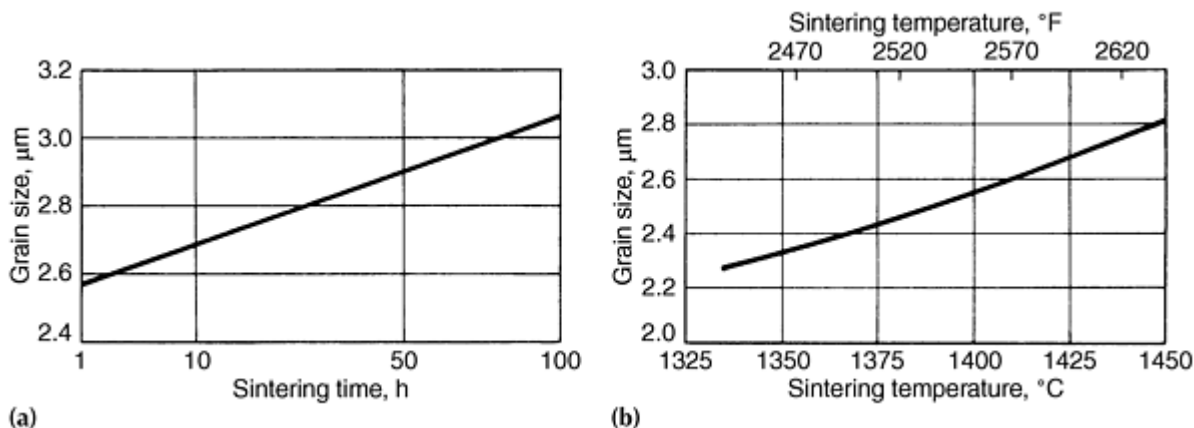 Sintering temperature, °F
2470 2520 2570 2620
3.2
3.0
2.8
2.6
2.4
Grain size, μm
1 10 50 100
Sintering time, h
(a)
3.0
2.8
2.6
2.4
2.2
2.0
Grain size, μm
1325 1350 1375 1400 1425 1450
Sintering temperature, °C
(b)